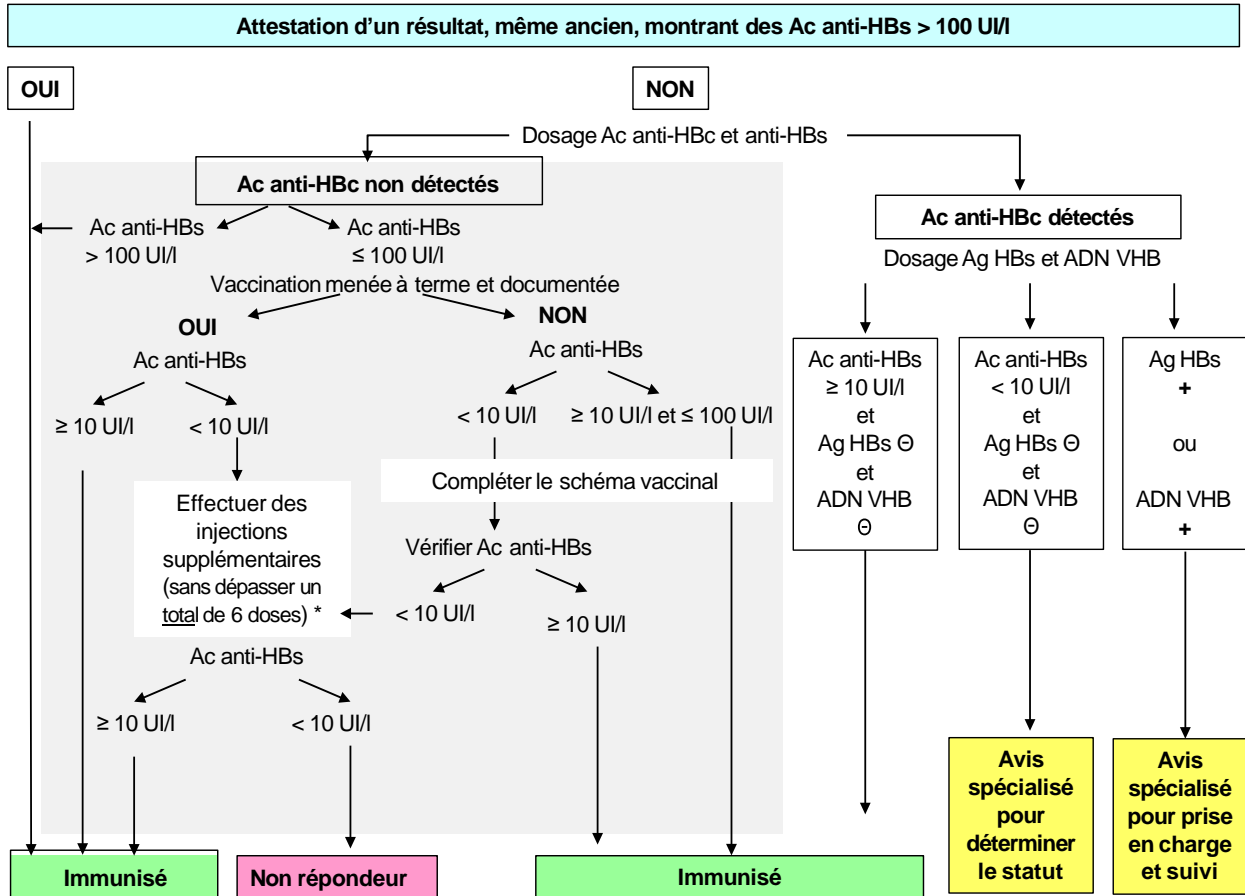 Attestation d'un résultat, même ancien, montrant des Ac anti-HBs > 100 UI/l
OUI
NON
Dosage Ac anti-HBc et anti-HBs
Ac anti-HBc non détectés
Ac anti-HBs
> 100 UI/l
Ac anti-HBs
≤ 100 UI/l
Vaccination menée à terme et documentée
OUI
Ac anti-HBs
≥ 10 UI/l
< 10 UI/l
Effectuer des
injections
supplémentaires
(sans dépasser un
total de 6 doses) *
Ac anti-HBs
≥ 10 UI/l
< 10 UI/l
NON
Ac anti-HBs
< 10 UI/l
≥ 10 UI/l et ≤ 100 UI/l
Compléter le schéma vaccinal
Vérifier Ac anti-HBs
< 10 UI/l
≥ 10 UI/l
Ac anti-HBc détectés
Dosage Ag HBs et ADN VHB
Ac anti-HBs
≥ 10 UI/l
et
Ag HBs Θ
et
ADN VHB
Θ
Ac anti-HBs
< 10 UI/l
et
Ag HBs Θ
et
ADN VHB
Θ
Ag HBs
+
ou
ADN VHB
+
Immunisé
Non répondeur
Immunisé
Avis
spécialisé
pour
déterminer
le statut
Avis
spécialisé
pour prise
en charge
et suivi